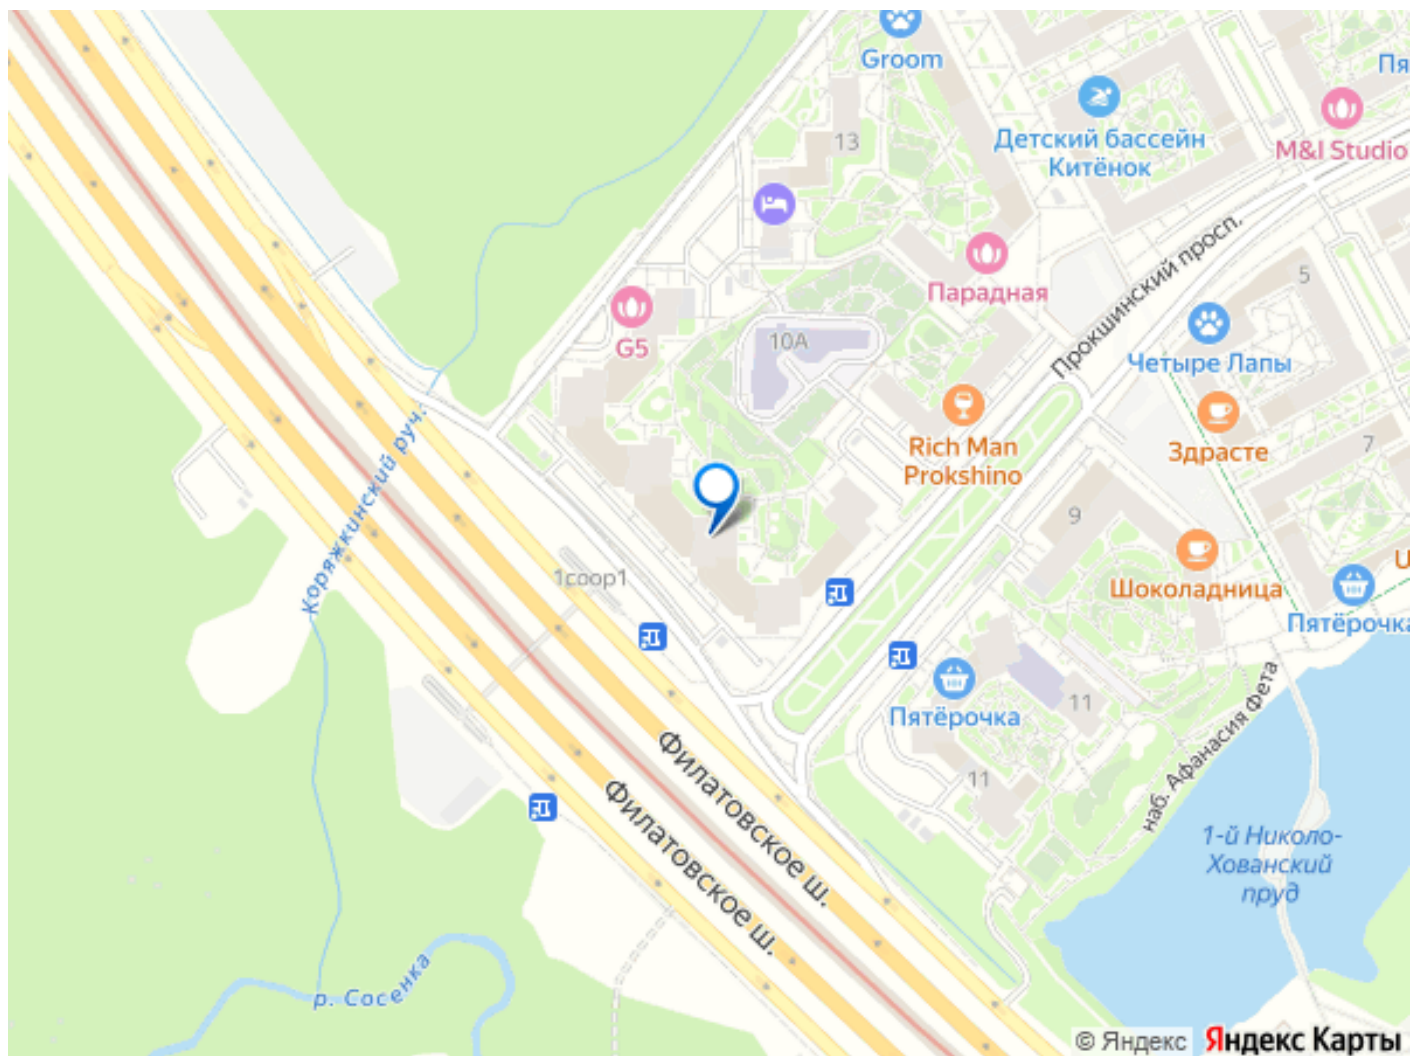 Groom
Пя
13
Детский бассейн
Китёнок
M&I Studio
Прокшинский просп.
Парадная
5
G5
10А
Четыре Лапы
Rich Man
Prokshino
Здрасте
7
Коряжкинский руч.
9
1соор1
Шоколадница
U
Пятёрочка
Пятёрочка
11
11
наб. Афанасия Фета
Филатовское ш.
Филатовское ш.
1-й Николо-
Хованский
пруд
р. Сосенка
© Яндекс Яндекс Карты